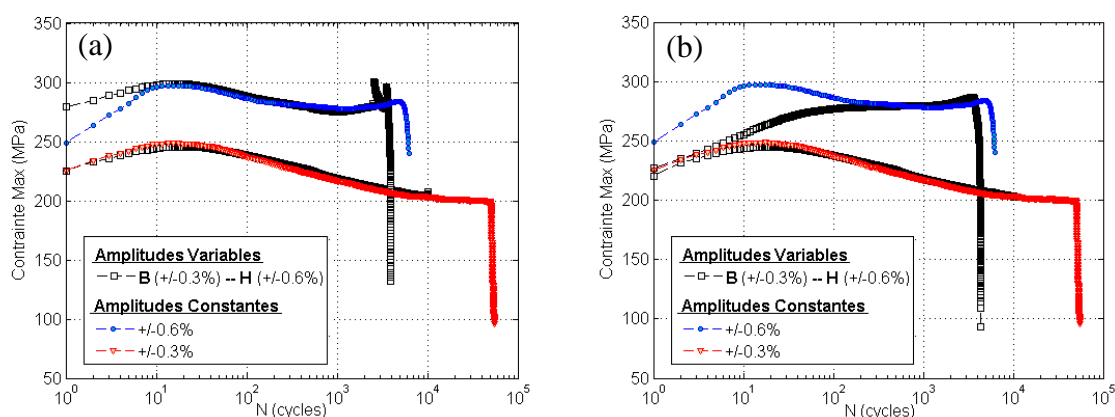 (a)
350
300
250
200
150
100
50
Contrainte Max (MPa)
Amplitudes Variables
B (+/-0.3%) -- H (+/-0.6%)
Amplitudes Constantes
+/-0.6%
+/-0.3%
10^0
10^1
10^2
10^3
10^4
10^5
N (cycles)
(b)
350
300
250
200
150
100
50
Contrainte Max (MPa)
Amplitudes Variables
B (+/-0.3%) -- H (+/-0.6%)
Amplitudes Constantes
+/-0.6%
+/-0.3%
10^0
10^1
10^2
10^3
10^4
10^5
N (cycles)